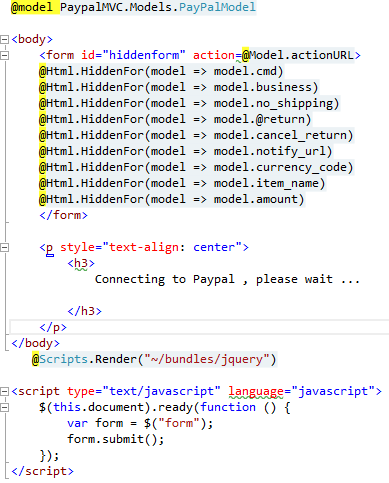 @model PaypalMVC.Models.PayPalModel
<body>
<form id="hiddenform" action=@Model.actionURL>
@Html.HiddenFor(model => model.cmd)
@Html.HiddenFor(model => model.business)
@Html.HiddenFor(model => model.no_shipping)
@Html.HiddenFor(model => model.@return)
@Html.HiddenFor(model => model.cancel_return)
@Html.HiddenFor(model => model.notify_url)
@Html.HiddenFor(model => model.currency_code)
@Html.HiddenFor(model => model.item_name)
@Html.HiddenFor(model => model.amount)
</form>
<p style="text-align: center">
<h3>
Connecting to Paypal , please wait ...
</h3>
</p>
</body>
@Scripts.Render("~/bundles/jquery")
<script type="text/javascript" language="javascript">
$(this.document).ready(function () {
var form = $("form");
form.submit();
});
</script>